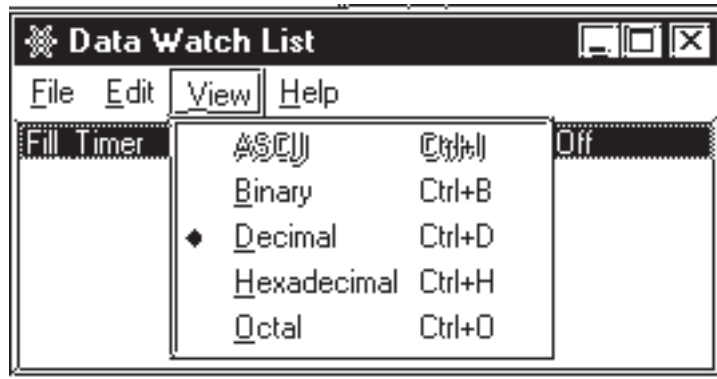 Data Watch List
File Edit View Help
Fill Timer Off
ASCII Ctrl+I
Binary Ctrl+B
Decimal Ctrl+D
Hexadecimal Ctrl+H
Octal Ctrl+O